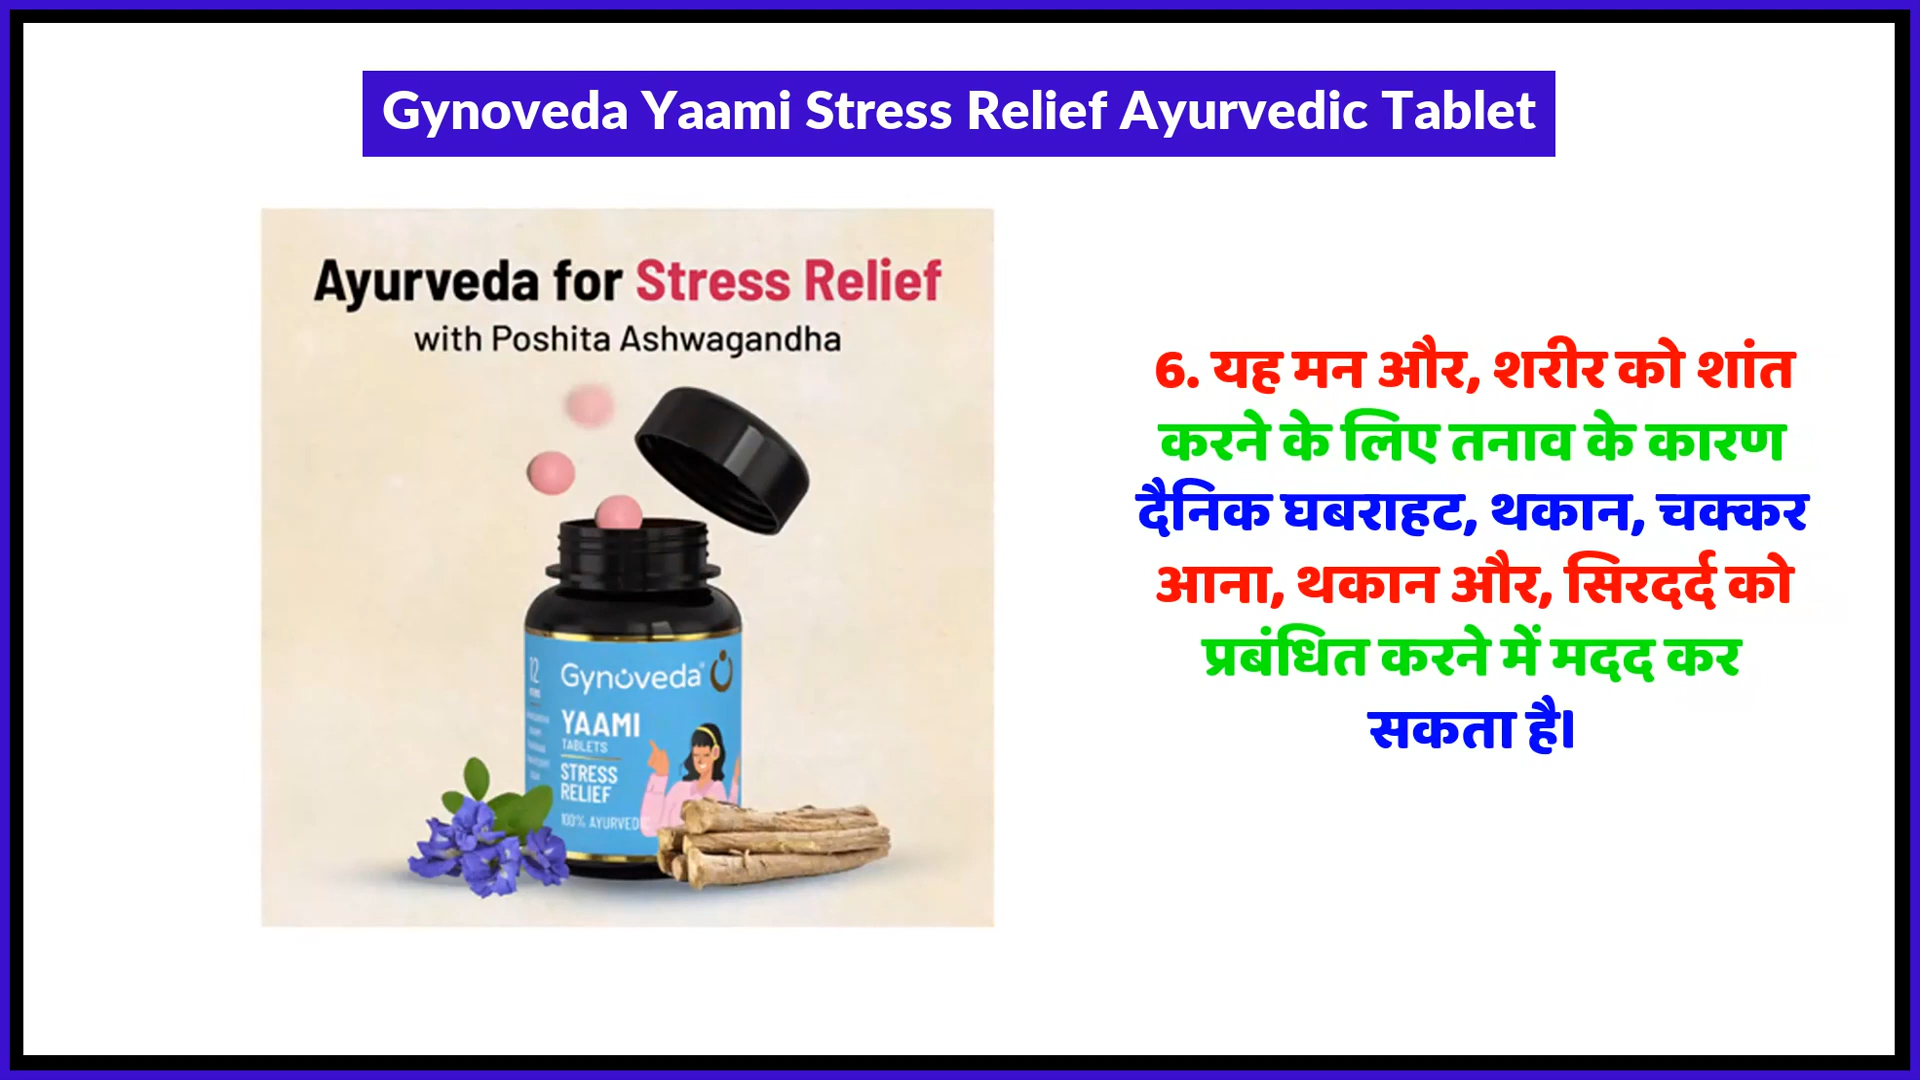 Gynoveda Yaami Stress Relief Ayurvedic Tablet
Ayurveda for Stress Relief
with Poshita Ashwagandha
12
Gynoveda
YAAMI
TABLETS
STRESS
RELIEF
100% AYURVEDIC
6. यह मन और, शरीर को शांत
करने के लिए तनाव के कारण
दैनिक घबराहट, थकान, चक्कर
आना, थकान और, सिरदर्द को
प्रबंधित करने में मदद कर
सकता है।